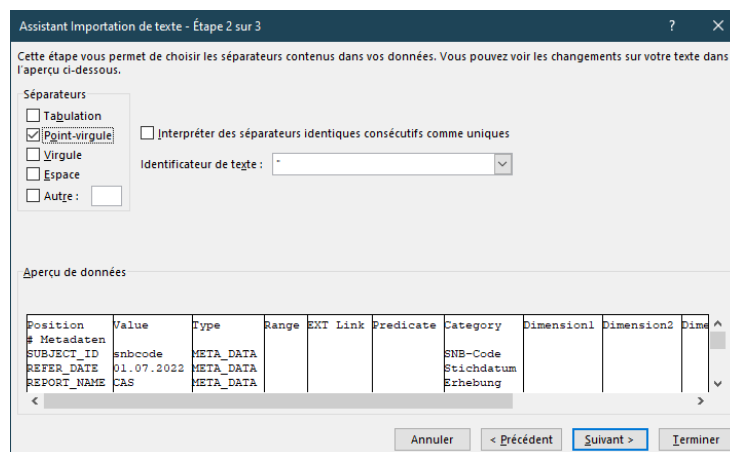 Assistant Importation de texte - Étape 2 sur 3 ? ×
Cette étape vous permet de choisir les séparateurs contenus dans vos données. Vous pouvez voir les changements sur votre texte dans
l'aperçu ci-dessous.
Séparateurs
Tabulation
Point-virgule
Virgule
Espace
Autre :
Interpréter des séparateurs identiques consécutifs comme uniques
Identificateur de texte : "
Aperçu de données
Position Value Type Range EXT Link Predicate Category Dimension1 Dimension2 Dime
# Metadaten
SUBJECT_ID snbcode META_DATA SNB-Code
REFER_DATE 01.07.2022 META_DATA Stichdatum
REPORT_NAME CAS META_DATA Erhebung
Annuler < Précédent Suivant > Terminer